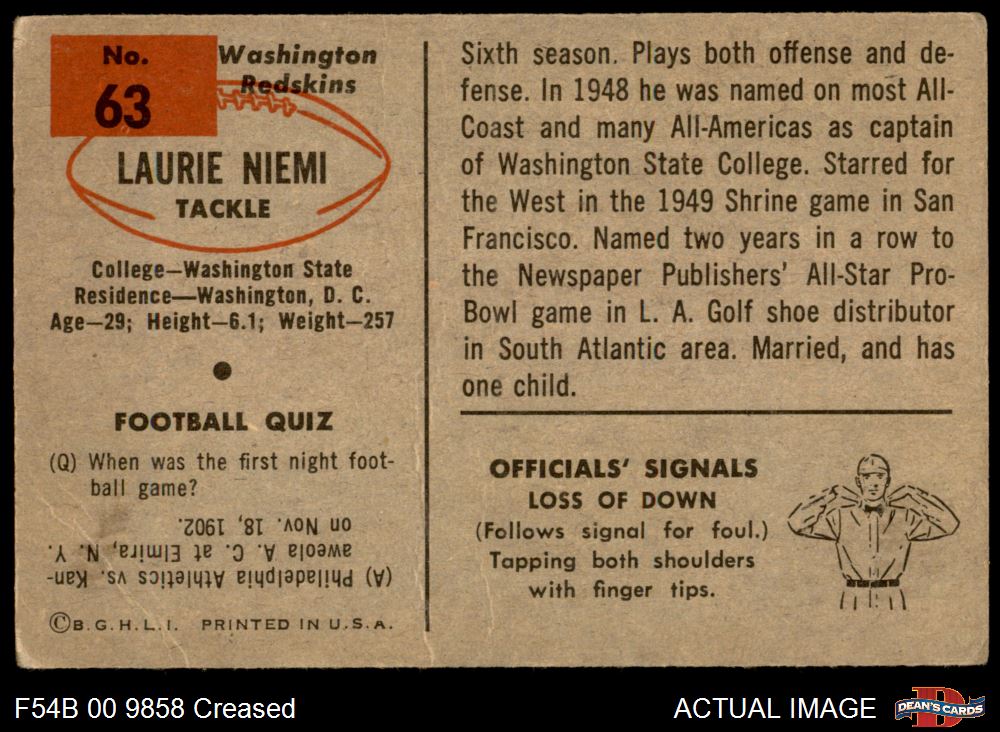 No.
63
Washington
Redskins
LAURIE NIEMI
TACKLE
College—Washington State
Residence—Washington, D. C.
Age—29; Height—6.1; Weight—257
FOOTBALL QUIZ
(Q) When was the first night foot-
ball game?
(A) Philadelphia Athletics vs. Kan-
aweola A. C. at Elmira, N. Y.
on Nov. 18, 1902.
©B.G.H.L.I. PRINTED IN U.S.A.
Sixth season. Plays both offense and de-
fense. In 1948 he was named on most All-
Coast and many All-Americas as captain
of Washington State College. Starred for
the West in the 1949 Shrine game in San
Francisco. Named two years in a row to
the Newspaper Publishers' All-Star Pro-
Bowl game in L. A. Golf shoe distributor
in South Atlantic area. Married, and has
one child.
OFFICIALS' SIGNALS
LOSS OF DOWN
(Follows signal for foul.)
Tapping both shoulders
with finger tips.
F54B 00 9858 Creased
ACTUAL IMAGE
DEAN'S CARDS